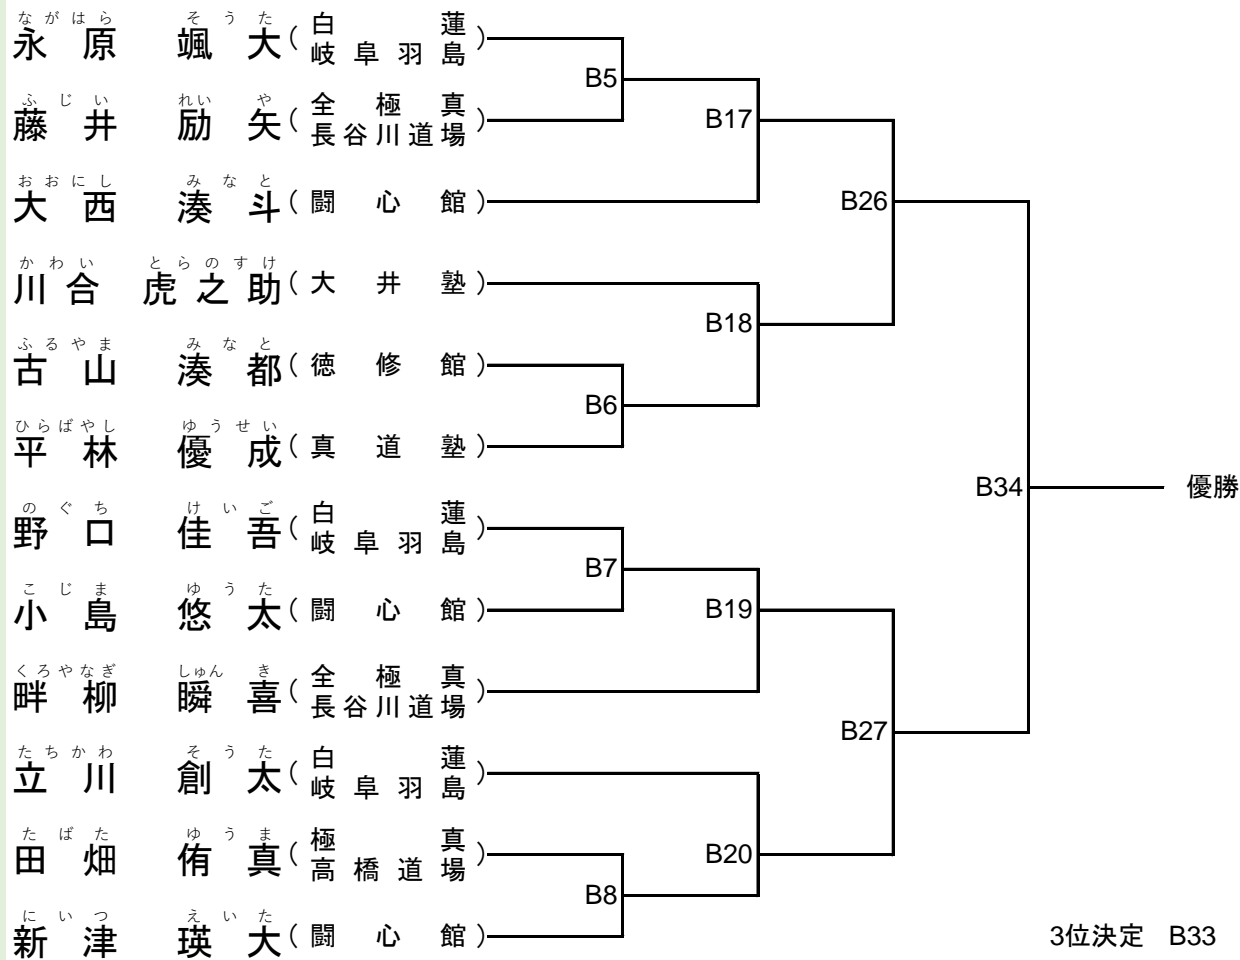 ながはら そうた
永原 颯大(白蓮岐阜羽島)
B5
ふじい れいや
藤井 励矢(全極真長谷川道場)
B17
おおにし みなと
大西 湊斗(闘心館)
B26
かわい とらのすけ
川合 虎之助(大井塾)
B18
ふるやま みなと
古山 湊都(徳修館)
B6
ひらばやし ゆうせい
平林 優成(真道塾)
B34 優勝
のぐち けいご
野口 佳吾(白蓮岐阜羽島)
B7
こじま ゆうた
小島 悠太(闘心館)
B19
くろやなぎ しゅんき
畔柳 瞬喜(全極真長谷川道場)
B27
たちかわ そうた
立川 創太(白蓮岐阜羽島)
たばた ゆうま
田畑 侑真(極真高橋道場)
B20
B8
にいつ えいた
新津 瑛大(闘心館)
3位決定 B33